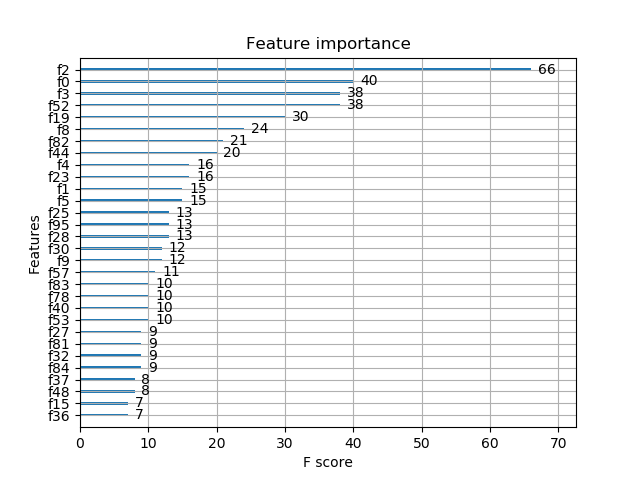 Feature importance
f2 66
f0 40
f3 38
f52 38
f19 30
f8 24
f82 21
f44 20
f4 16
f23 16
f1 15
f5 15
f25 13
f95 13
f28 13
f30 12
f9 12
f57 11
f83 10
f78 10
f40 10
f53 10
f27 9
f81 9
f32 9
f84 9
f37 8
f48 8
f15 7
f36 7
Features
0 10 20 30 40 50 60 70
F score